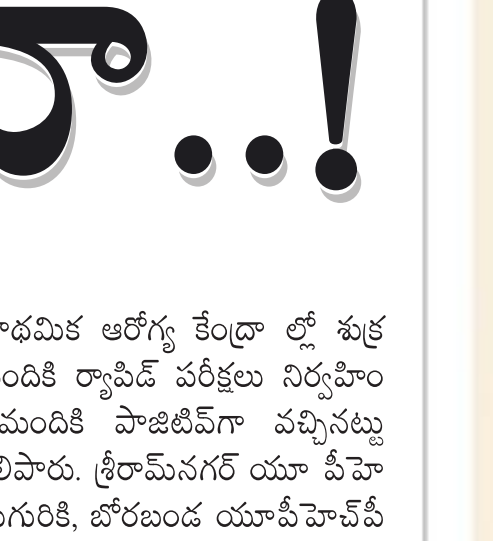 ..!
ఆరోగ్య కేంద్రా ల్లో శుక్ర
ర్యాపిడ్ పరీక్షలు నిర్వహిం
మందికి పాజిటివ్‌గా వచ్చినట్టు
శ్రీరామ్‌నగర్ యూ పీహె
బోరబండ యూపీహెచ్‌పీ